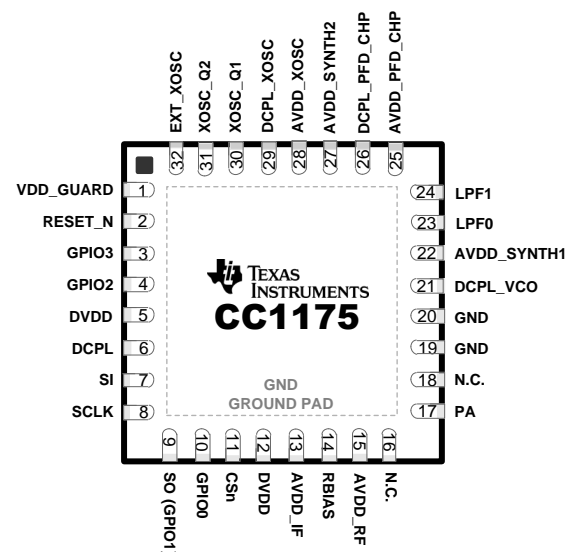 EXT_XOSC
XOSC_Q2
XOSC_Q1
DCPL_XOSC
AVDD_XOSC
AVDD_SYNTH2
DCPL_PFD_CHP
AVDD_PFD_CHP
32
31
30
29
28
27
26
25
VDD_GUARD 1
RESET_N 2
GPIO3 3
GPIO2 4
DVDD 5
DCPL 6
SI 7
SCLK 8
24 LPF1
23 LPF0
22 AVDD_SYNTH1
21 DCPL_VCO
20 GND
19 GND
18 N.C.
17 PA
TEXAS
INSTRUMENTS
CC1175
GND
GROUND PAD
9
10
11
12
13
14
15
16
SO (GPIO1
GPIO0
CSn
DVDD
AVDD_IF
RBIAS
AVDD_RF
N.C.